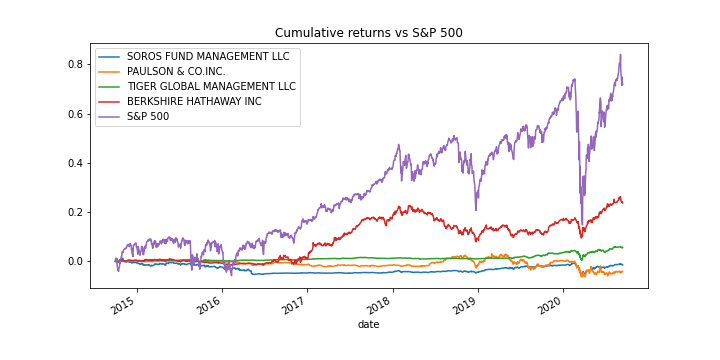 Cumulative returns vs S&P 500
SOROS FUND MANAGEMENT LLC
PAULSON & CO.INC.
TIGER GLOBAL MANAGEMENT LLC
BERKSHIRE HATHAWAY INC
S&P 500
0.8
0.6
0.4
0.2
0.0
2015
2016
2017
2018
2019
2020
date